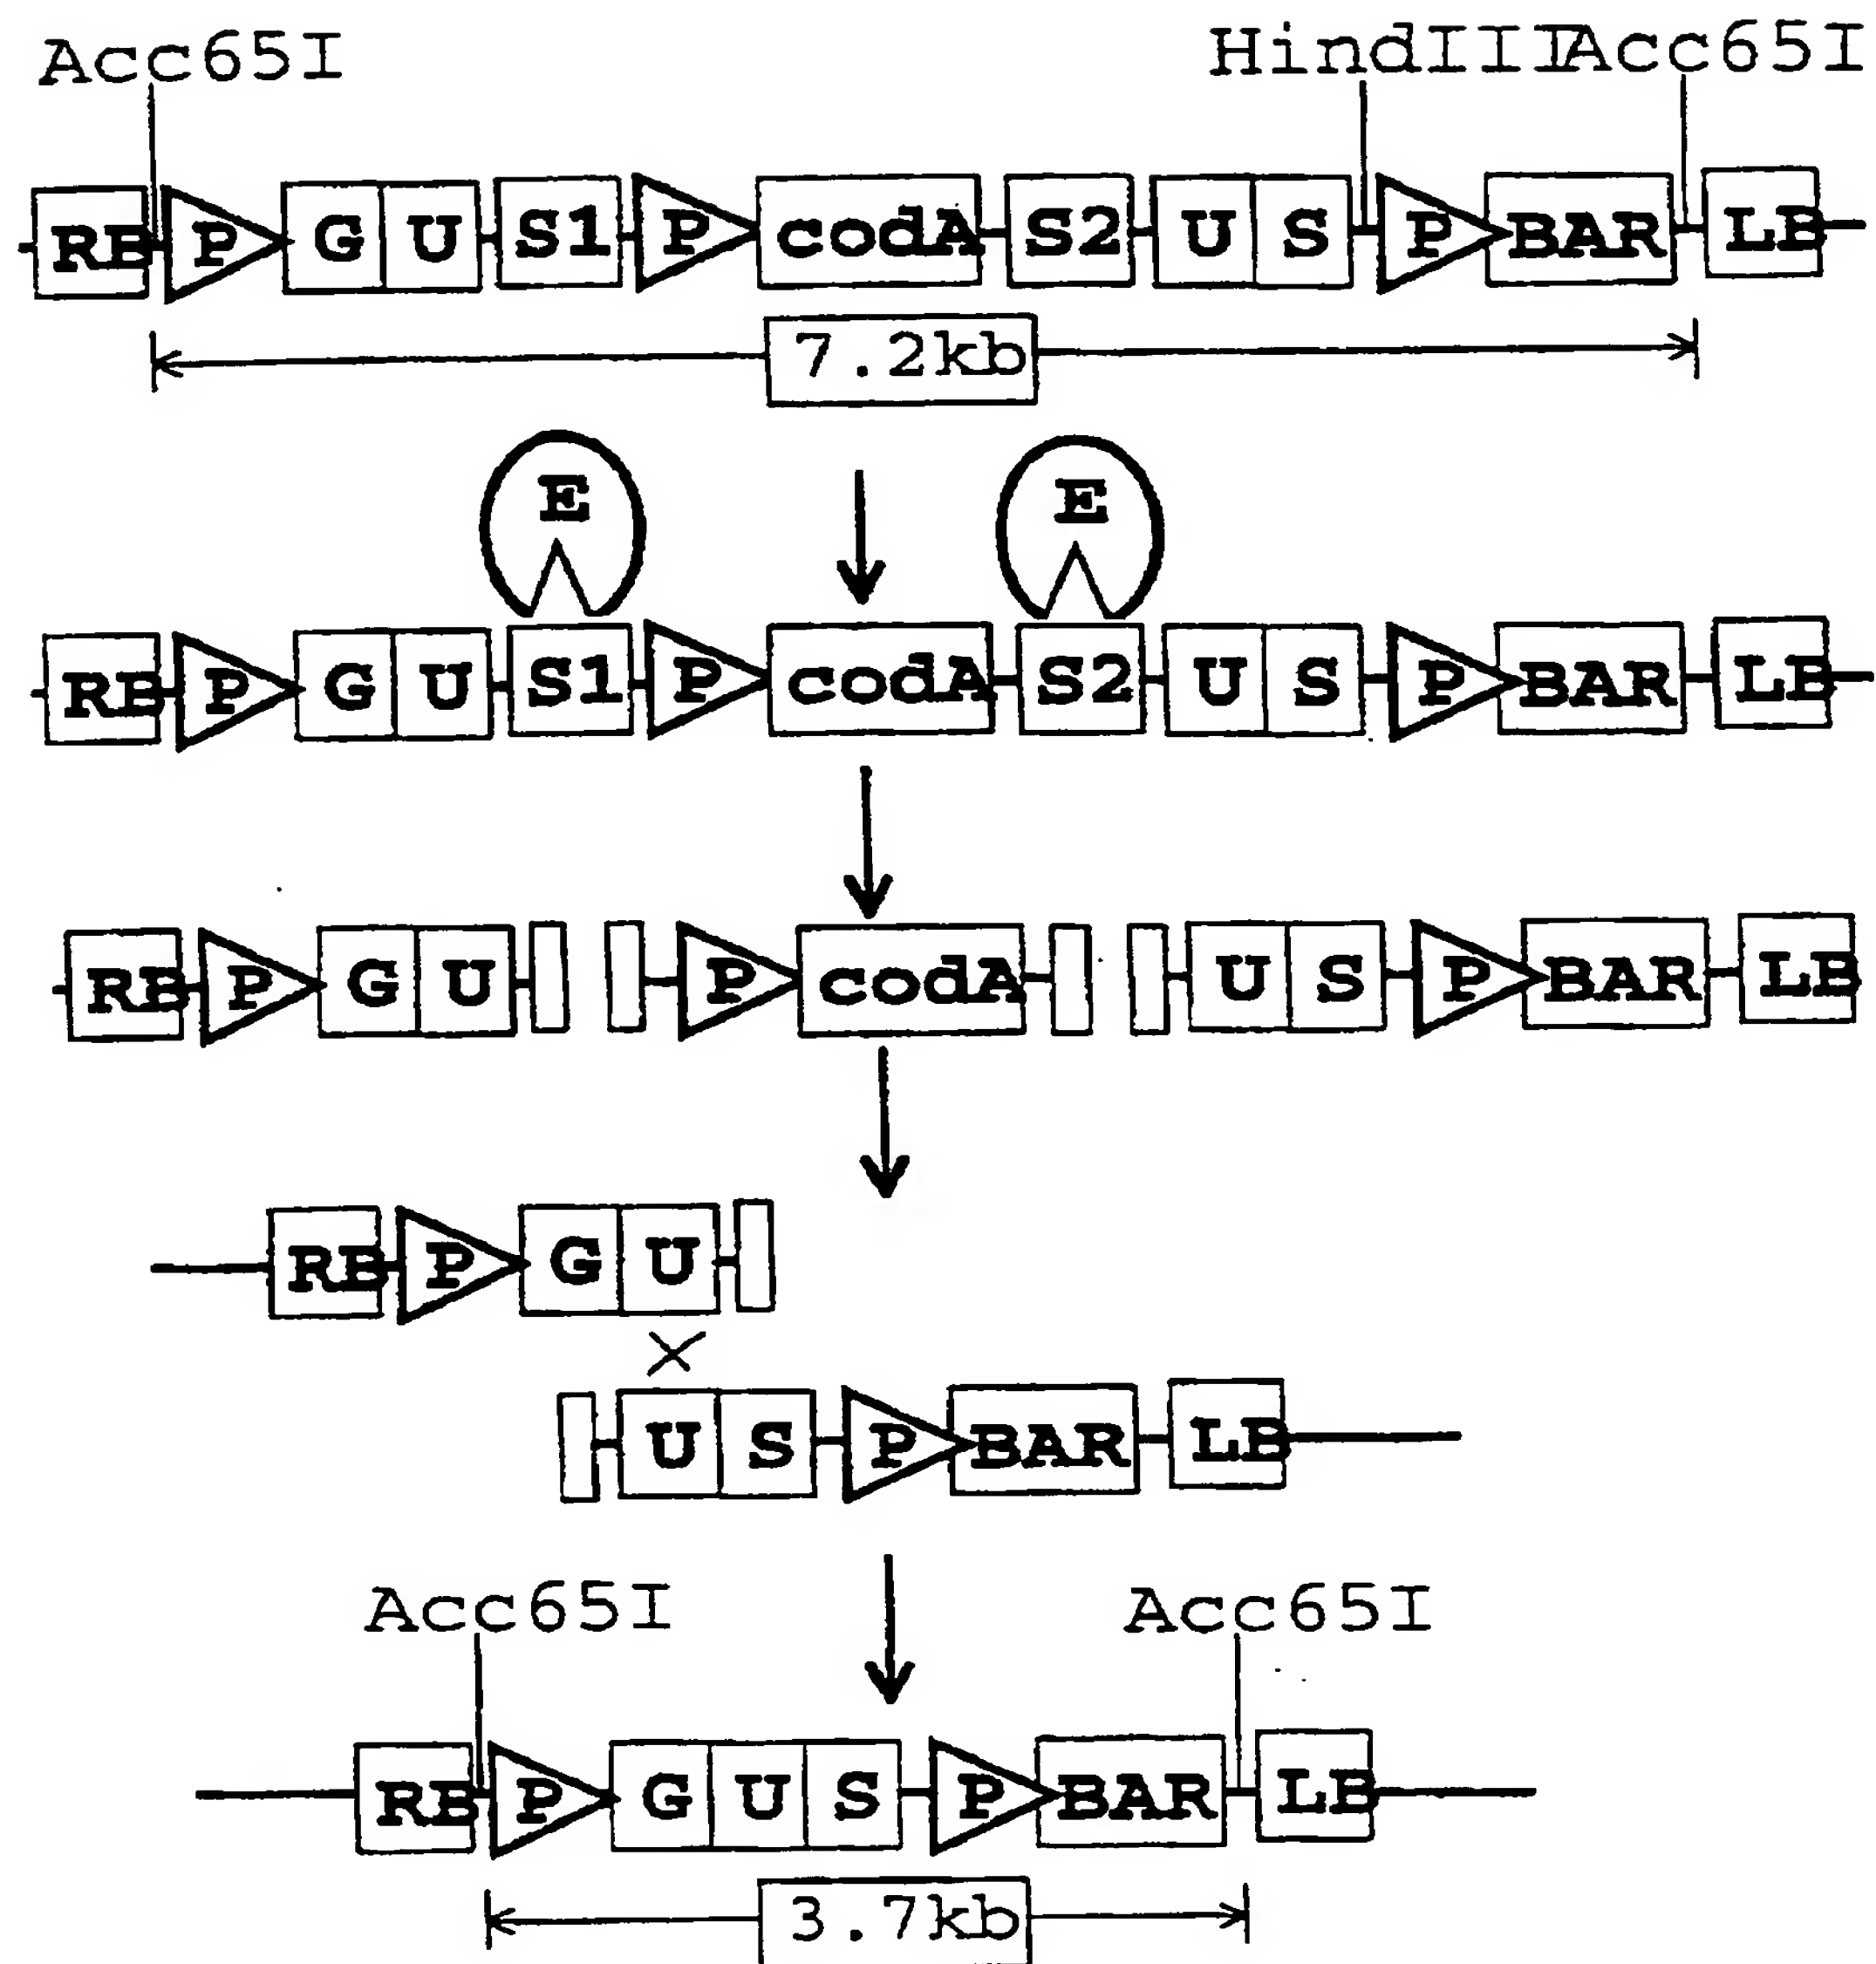 Acc65I HindIII Acc65I
RB P G U S1 P codA S2 U S P BAR LB
7.2kb
E E
RB P G U S1 P codA S2 U S P BAR LB
RB P G U P codA U S P BAR LB
RB P G U
X
U S P BAR LB
Acc65I Acc65I
RB P G U S P BAR LB
3.7kb